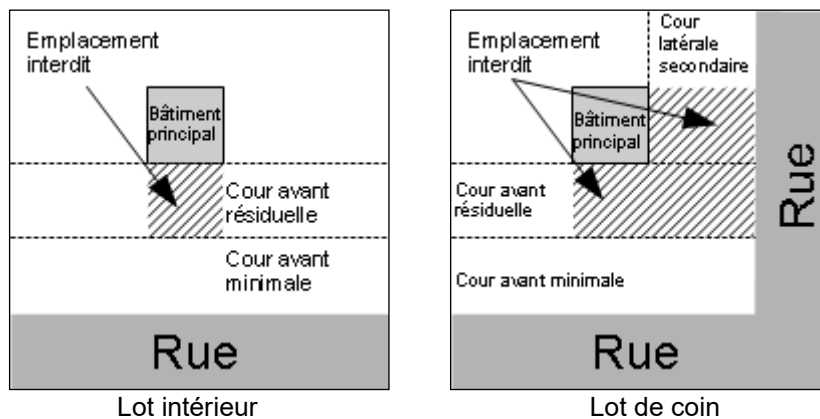 Emplacement
interdit
Bâtiment
principal
Cour avant
résiduelle
Cour avant
minimale
Rue
Lot intérieur
Emplacement
interdit
Cour
latérale
secondaire
Bâtiment
principal
Cour avant
résiduelle
Cour avant minimale
Rue
Rue
Lot de coin